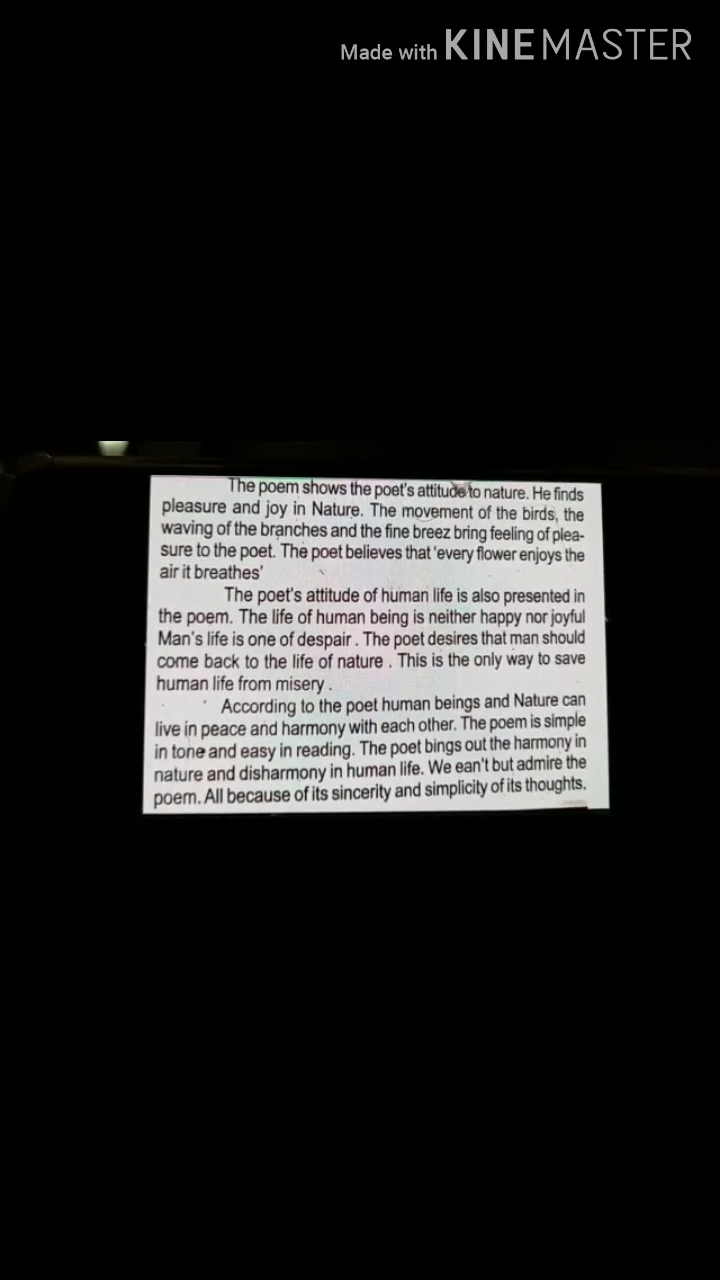 Made with KINEMASTER
The poem shows the poet's attitude to nature. He finds
pleasure and joy in Nature. The movement of the birds, the
waving of the branches and the fine breez bring feeling of plea-
sure to the poet. The poet believes that 'every flower enjoys the
air it breathes'
The poet's attitude of human life is also presented in
the poem. The life of human being is neither happy nor joyful
Man's life is one of despair . The poet desires that man should
come back to the life of nature . This is the only way to save
human life from misery .
According to the poet human beings and Nature can
live in peace and harmony with each other. The poem is simple
in tone and easy in reading. The poet bings out the harmony in
nature and disharmony in human life. We ean't but admire the
poem. All because of its sincerity and simplicity of its thoughts.